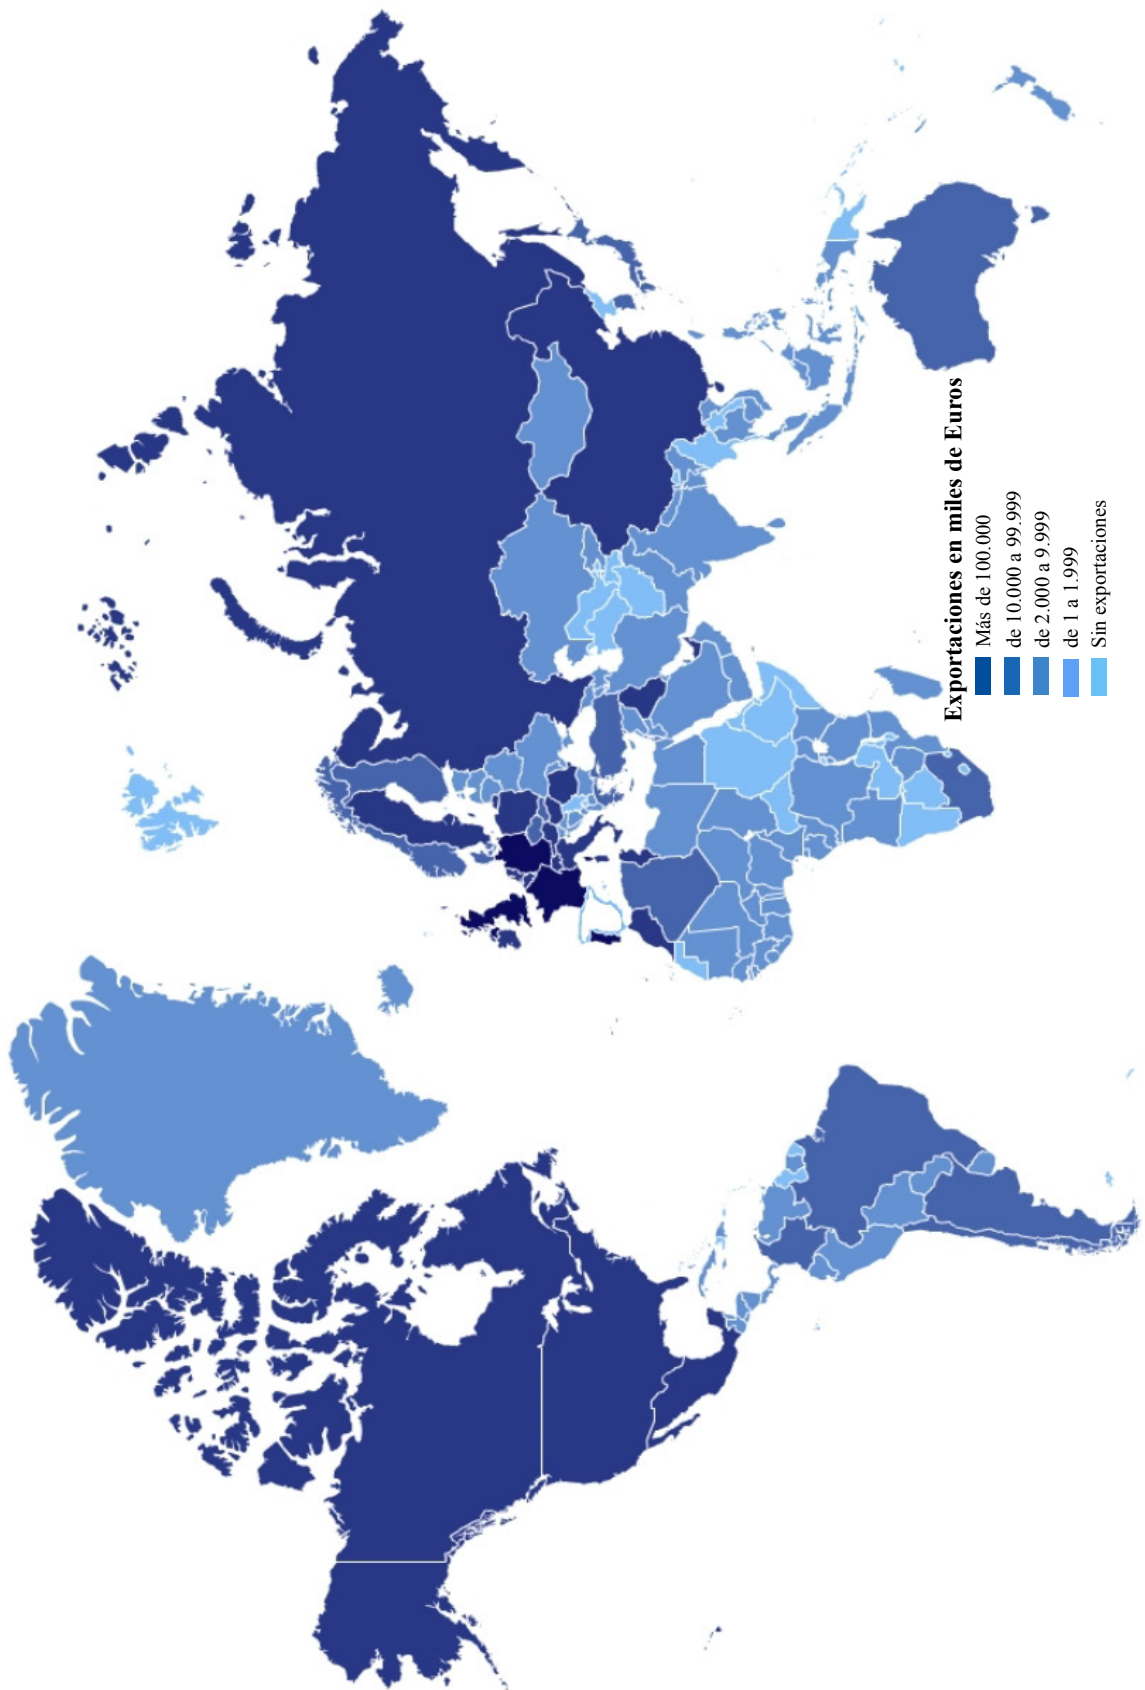 Exportaciones en miles de Euros
Más de 100.000
de 10.000 a 99.999
de 2.000 a 9.999
de 1 a 1.999
Sin exportaciones